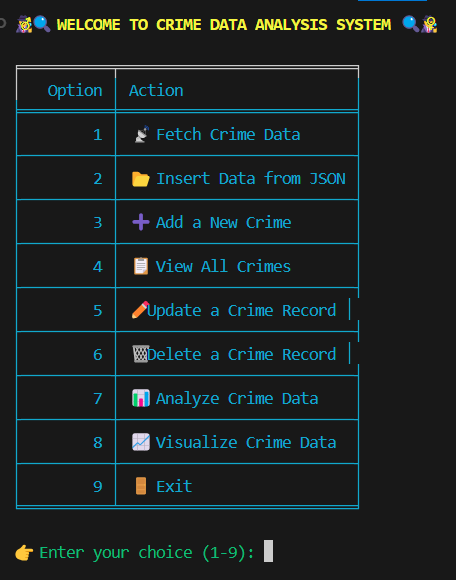 WELCOME TO CRIME DATA ANALYSIS SYSTEM
Option Action
1 Fetch Crime Data
2 Insert Data from JSON
3 Add a New Crime
4 View All Crimes
5 Update a Crime Record
6 Delete a Crime Record
7 Analyze Crime Data
8 Visualize Crime Data
9 Exit
Enter your choice (1-9):